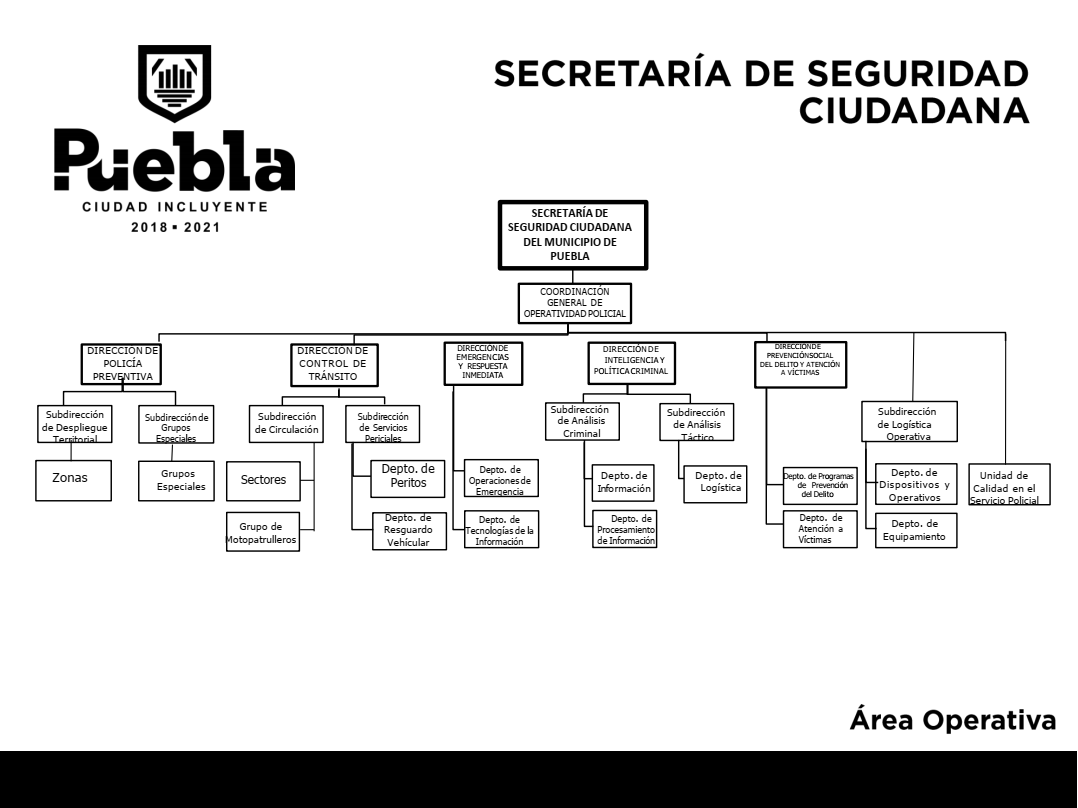 SECRETARÍA DE SEGURIDAD
CIUDADANA
Puebla
CIUDAD INCLUYENTE
2018 ▪ 2021
SECRETARÍA DE
SEGURIDAD CIUDADANA
DEL MUNICIPIO DE
PUEBLA
COORDINACIÓN
GENERAL DE
OPERATIVIDAD POLICIAL
DIRECCIÓN DE
POLICÍA
PREVENTIVA
DIRECCIÓN DE
CONTROL DE
TRÁNSITO
DIRECCIÓN DE
EMERGENCIAS
Y RESPUESTA
INMEDIATA
DIRECCIÓN DE
INTELIGENCIA Y
POLÍTICA CRIMINAL
DIRECCIÓN DE
PREVENCIÓN SOCIAL
DEL DELITO Y ATENCIÓN
A VÍCTIMAS
Subdirección
de Despliegue
Territorial
Subdirección de
Grupos
Especiales
Subdirección
de Circulación
Subdirección
de Servicios
Periciales
Subdirección
de Análisis
Criminal
Subdirección
de Análisis
Táctico
Subdirección
de Logística
Operativa
Zonas
Grupos
Especiales
Sectores
Depto. de
Peritos
Depto. de
Operaciones de
Emergencia
Depto. de
Información
Depto. de
Logística
Depto. de Programas
de Prevención
del Delito
Depto. de
Dispositivos y
Operativos
Unidad de
Calidad en el
Servicio Policial
Grupo de
Motopatrulleros
Depto. de
Resguardo
Vehícular
Depto. de
Tecnologías de la
Información
Depto. de
Procesamiento
de Información
Depto. de
Atención a
Víctimas
Depto. de
Equipamiento
Área Operativa